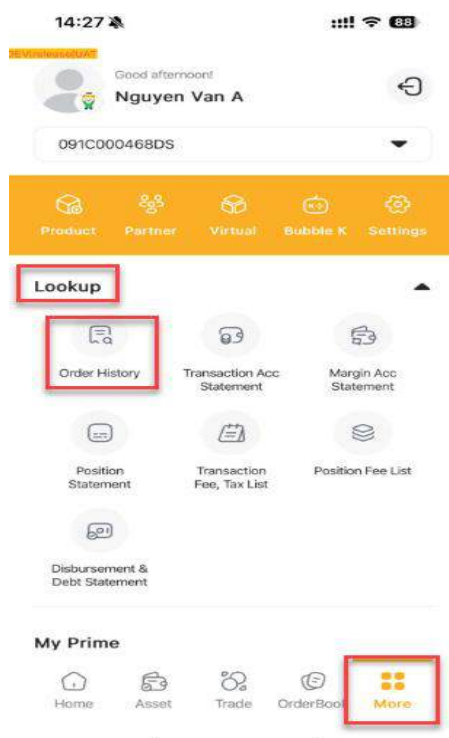 14:27
88
Good afternoon!
Nguyen Van A
091C000468DS
Product Partner Virtual Bubble K Settings
Lookup
Order History
Transaction Acc
Statement
Margin Acc
Statement
Position
Statement
Transaction
Fee, Tax List
Position Fee List
Disbursement &
Debt Statement
My Prime
Home Asset Trade OrderBook More